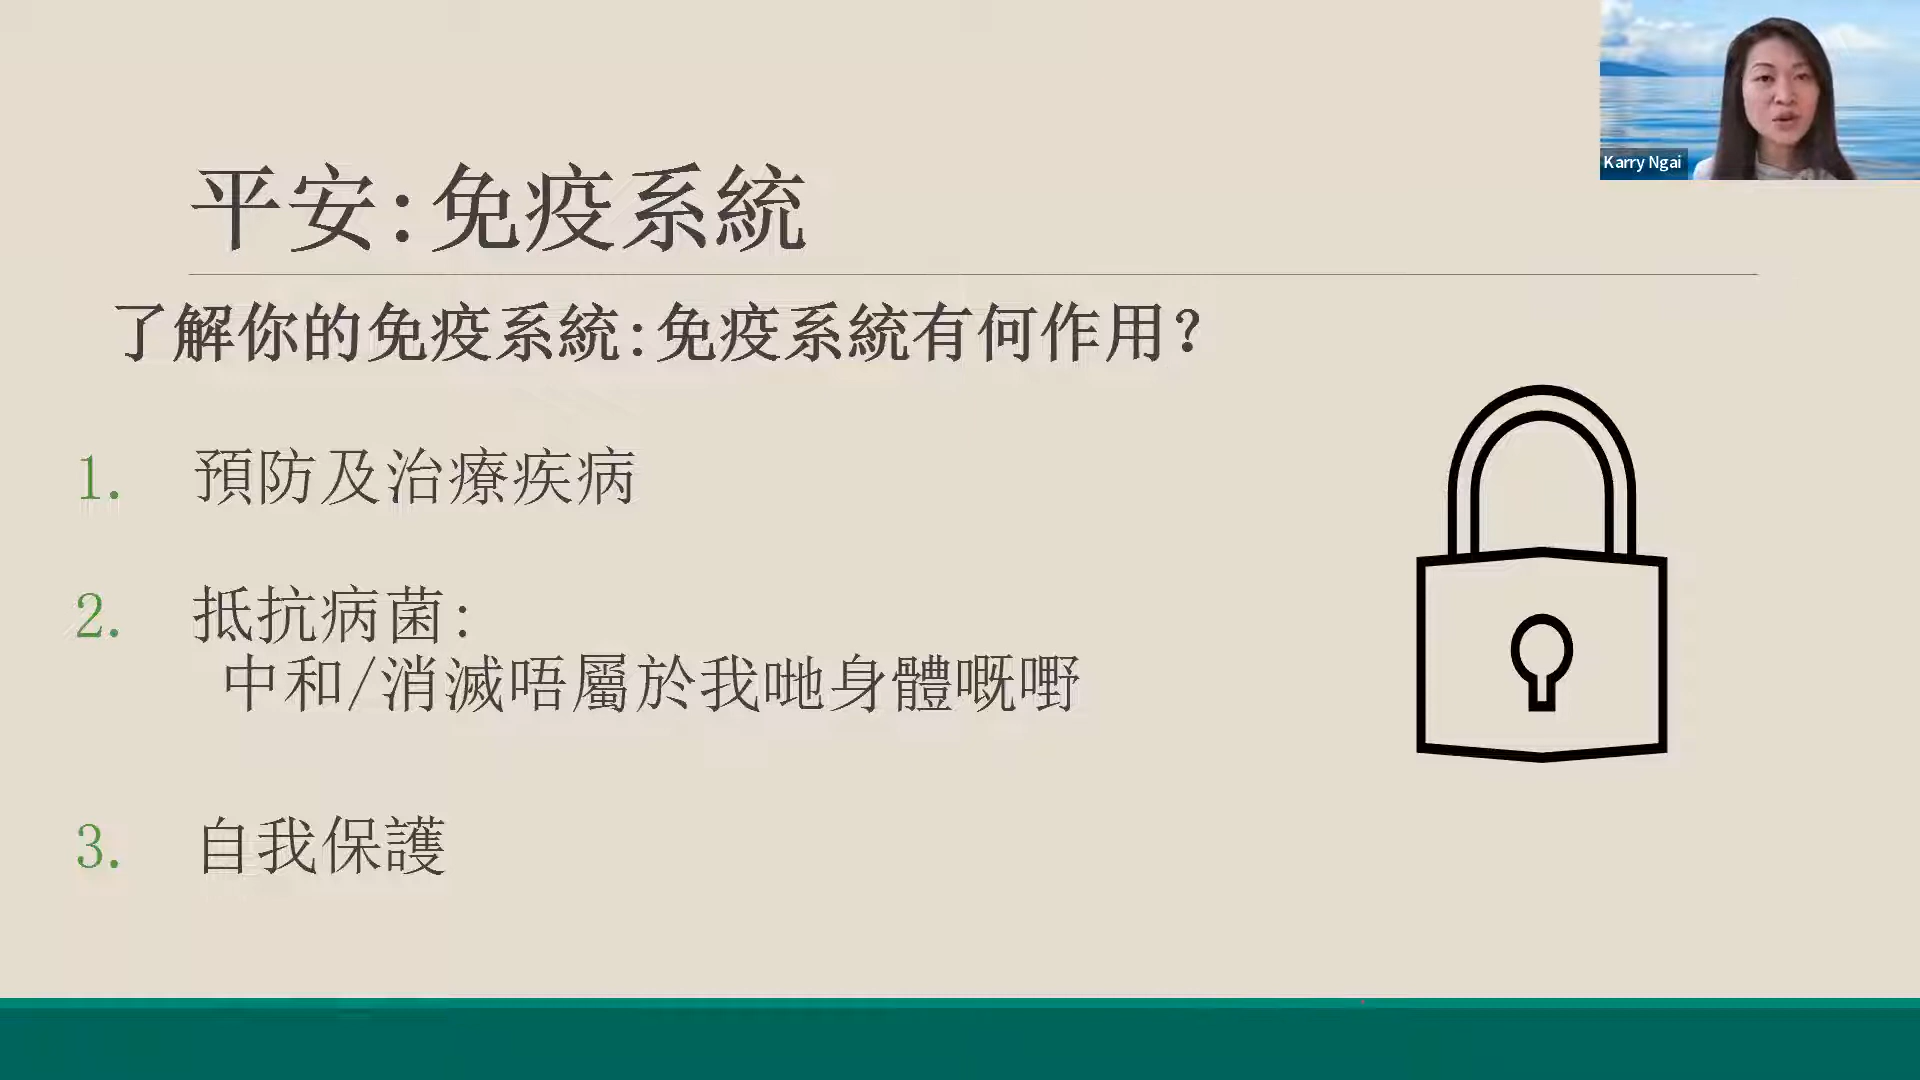 平安:免疫系統
Karry Ngai
了解你的免疫系統:免疫系統有何作用?
1. 預防及治療疾病
2. 抵抗病菌:
中和/消滅唔屬於我哋身體嘅嘢
3. 自我保護